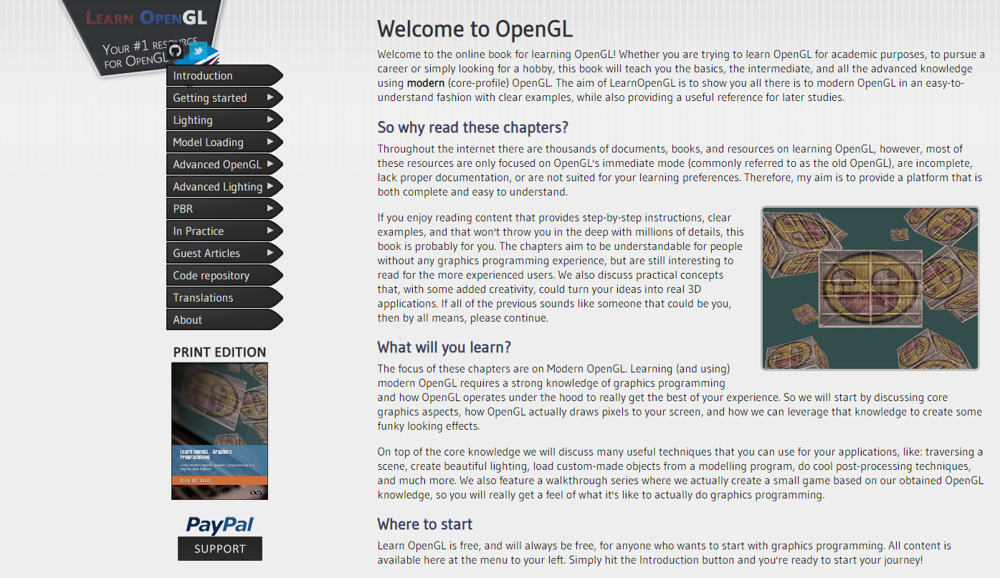 LEARN OPENGL
YOUR #1 RESOURCE
FOR OPENGL
Introduction
Getting started
Lighting
Model Loading
Advanced OpenGL
Advanced Lighting
PBR
In Practice
Guest Articles
Code repository
Translations
About
PRINT EDITION
Learn OpenGL - Graphics
Programming
Learn modern OpenGL graphics programming in a
step-by-step fashion.
Joey de Vries
PayPal
SUPPORT
Welcome to OpenGL
Welcome to the online book for learning OpenGL! Whether you are trying to learn OpenGL for academic purposes, to pursue a
career or simply looking for a hobby, this book will teach you the basics, the intermediate, and all the advanced knowledge
using modern (core-profile) OpenGL. The aim of LearnOpenGL is to show you all there is to modern OpenGL in an easy-to-
understand fashion with clear examples, while also providing a useful reference for later studies.
So why read these chapters?
Throughout the internet there are thousands of documents, books, and resources on learning OpenGL, however, most of
these resources are only focused on OpenGL's immediate mode (commonly referred to as the old OpenGL), are incomplete,
lack proper documentation, or are not suited for your learning preferences. Therefore, my aim is to provide a platform that is
both complete and easy to understand.
If you enjoy reading content that provides step-by-step instructions, clear
examples, and that won't throw you in the deep with millions of details, this
book is probably for you. The chapters aim to be understandable for people
without any graphics programming experience, but are still interesting to
read for the more experienced users. We also discuss practical concepts
that, with some added creativity, could turn your ideas into real 3D
applications. If all of the previous sounds like someone that could be you,
then by all means, please continue.
What will you learn?
The focus of these chapters are on Modern OpenGL. Learning (and using)
modern OpenGL requires a strong knowledge of graphics programming
and how OpenGL operates under the hood to really get the best of your experience. So we will start by discussing core
graphics aspects, how OpenGL actually draws pixels to your screen, and how we can leverage that knowledge to create some
funky looking effects.
On top of the core knowledge we will discuss many useful techniques that you can use for your applications, like: traversing a
scene, create beautiful lighting, load custom-made objects from a modelling program, do cool post-processing techniques,
and much more. We also feature a walkthrough series where we actually create a small game based on our obtained OpenGL
knowledge, so you will really get a feel of what it's like to actually do graphics programming.
Where to start
Learn OpenGL is free, and will always be free, for anyone who wants to start with graphics programming. All content is
available here at the menu to your left. Simply hit the Introduction button and you're ready to start your journey!